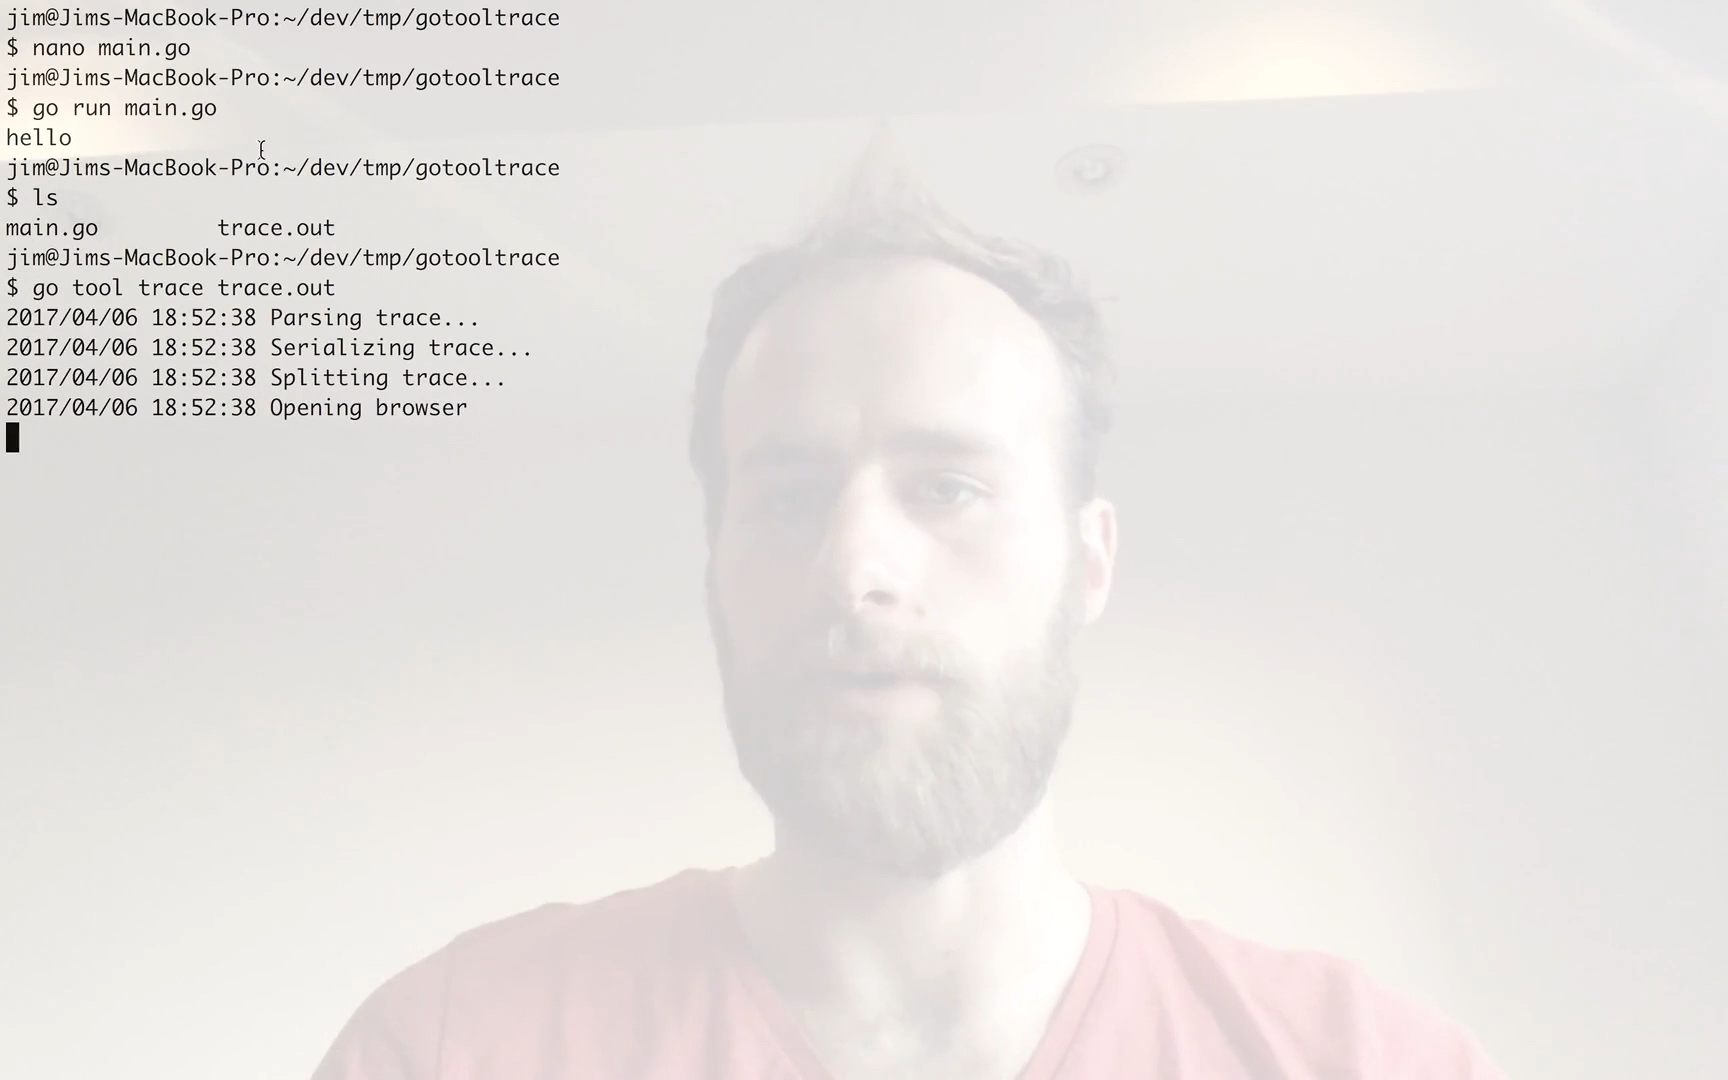 jim@Jims-MacBook-Pro:~/dev/tmp/gotooltrace
$ nano main.go
jim@Jims-MacBook-Pro:~/dev/tmp/gotooltrace
$ go run main.go
hello
jim@Jims-MacBook-Pro:~/dev/tmp/gotooltrace
$ ls
main.go         trace.out
jim@Jims-MacBook-Pro:~/dev/tmp/gotooltrace
$ go tool trace trace.out
2017/04/06 18:52:38 Parsing trace...
2017/04/06 18:52:38 Serializing trace...
2017/04/06 18:52:38 Splitting trace...
2017/04/06 18:52:38 Opening browser